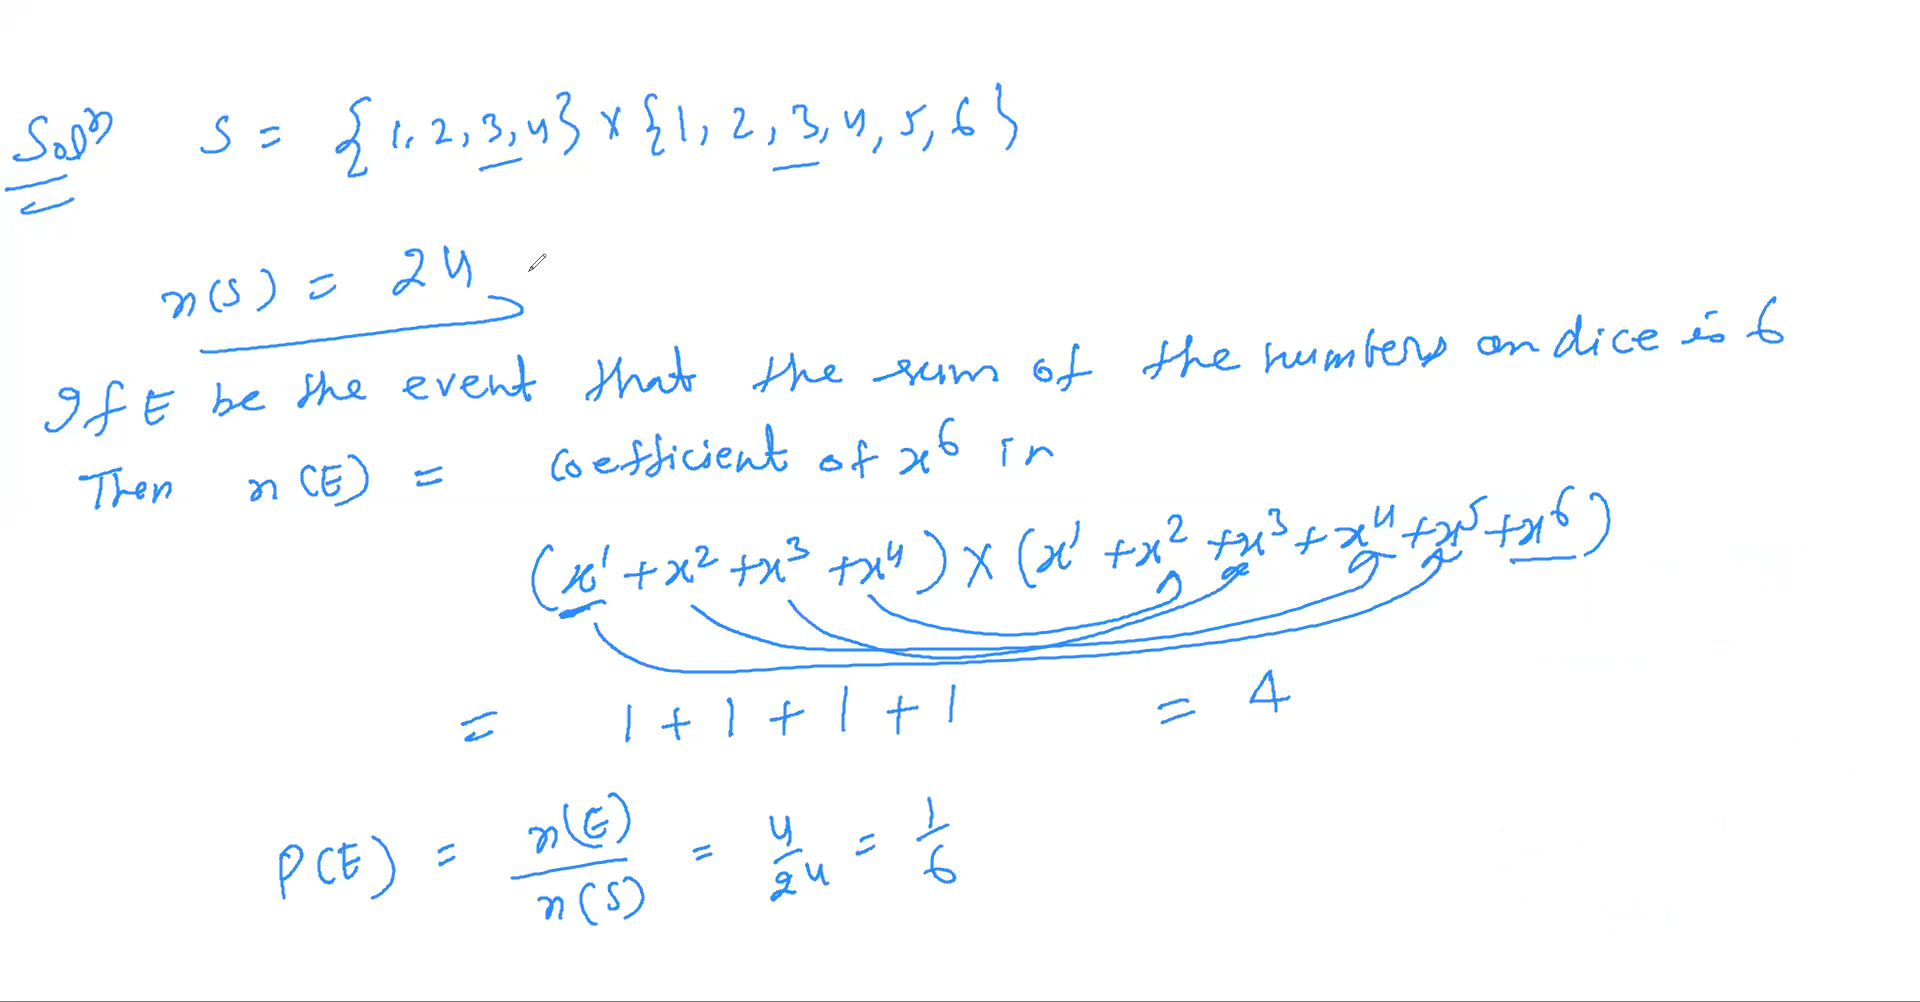 Solⁿ S = {1, 2, 3, 4} × {1, 2, 3, 4, 5, 6}
n(S) = 24
If E be the event that the sum of the numbers on dice is 6
Then n(E) = coefficient of x⁶ in
(x¹ + x² + x³ + x⁴) × (x¹ + x² + x³ + x⁴ + x⁵ + x⁶)
= 1 + 1 + 1 + 1 = 4
P(E) = n(E)/n(S) = 4/24 = 1/6